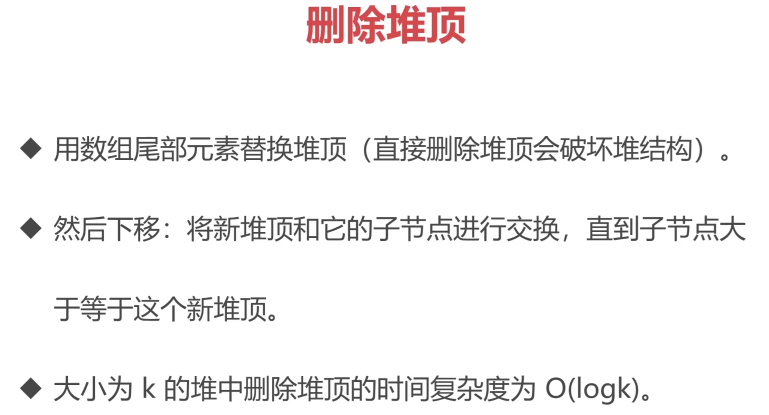 删除堆顶
◆ 用数组尾部元素替换堆顶（直接删除堆顶会破坏堆结构）。
◆ 然后下移：将新堆顶和它的子节点进行交换，直到子节点大
于等于这个新堆顶。
◆ 大小为 k 的堆中删除堆顶的时间复杂度为 O(logk)。